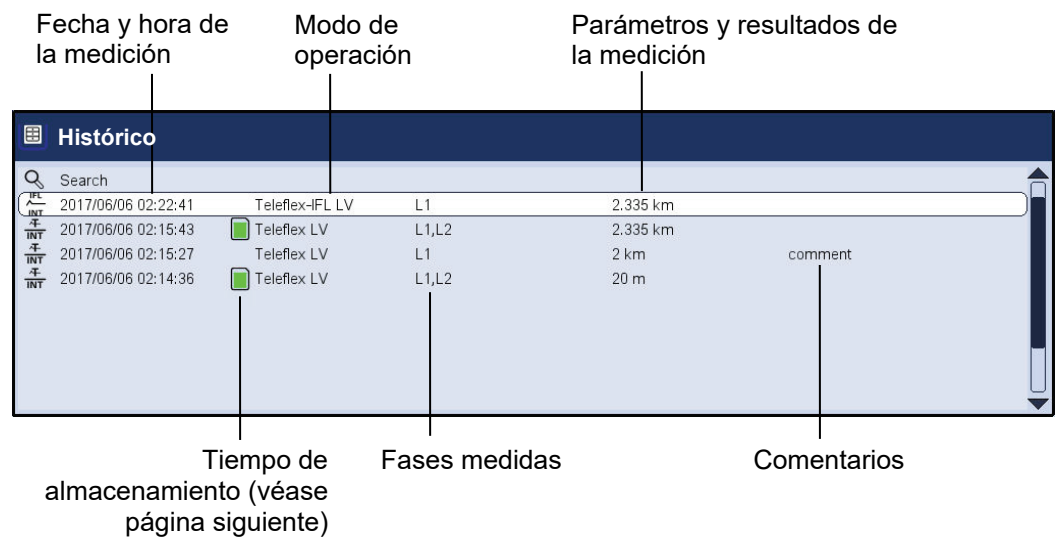 Fecha y hora de
la medición
Modo de
operación
Parámetros y resultados de
la medición
Histórico
Search
IFL
INT
2017/06/06 02:22:41 Teleflex-IFL LV L1 2.335 km
T
INT
2017/06/06 02:15:43 Teleflex LV L1,L2 2.335 km
T
INT
2017/06/06 02:15:27 Teleflex LV L1 2 km comment
T
INT
2017/06/06 02:14:36 Teleflex LV L1,L2 20 m
Tiempo de
almacenamiento (véase
página siguiente)
Fases medidas
Comentarios